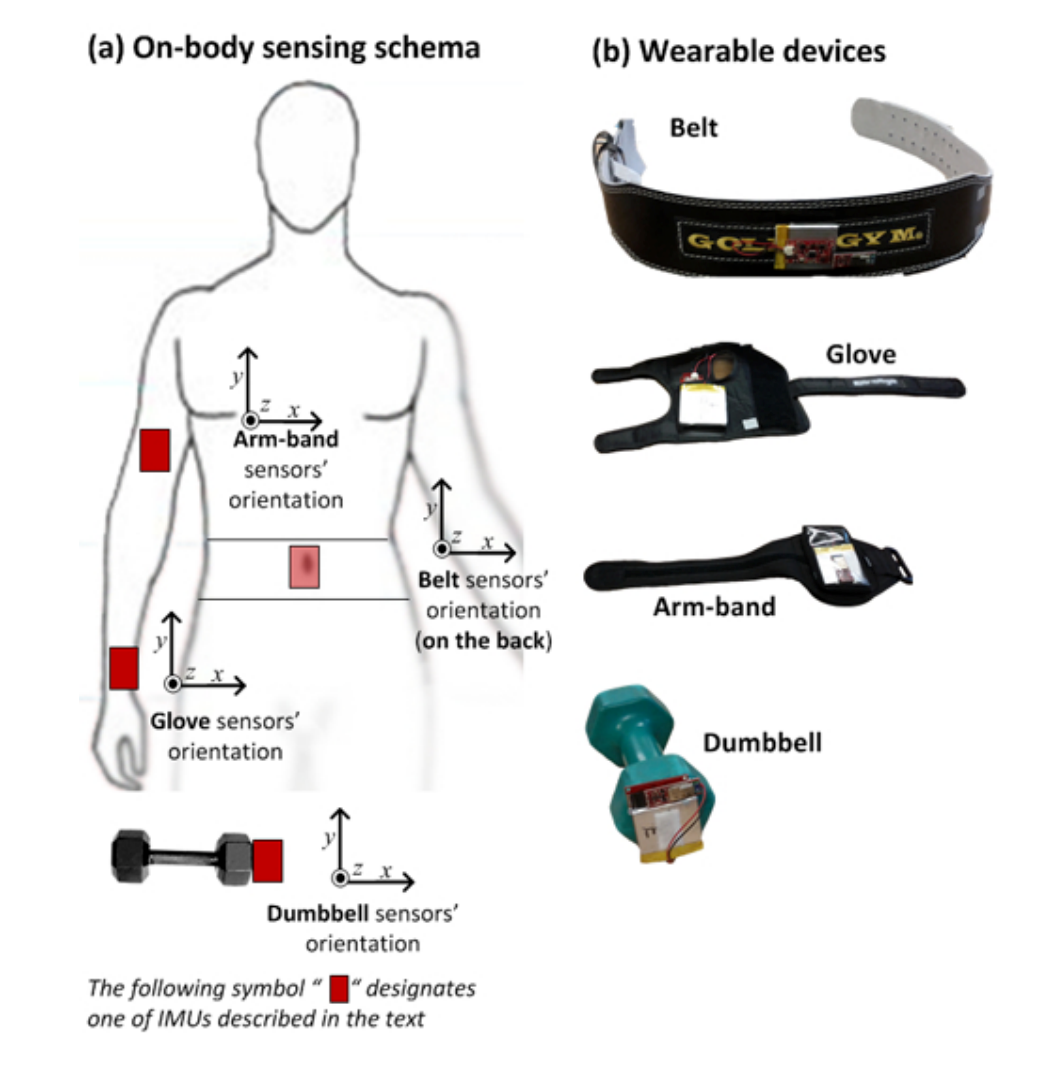 (a) On-body sensing schema
y
z
x
Arm-band
sensors’
orientation
y
z
x
Belt sensors’
orientation
(on the back)
y
z
x
Glove sensors’
orientation
y
z
x
Dumbbell sensors’
orientation
The following symbol “ “ designates
one of IMUs described in the text
(b) Wearable devices
Belt
GYM
Glove
Arm-band
Dumbbell